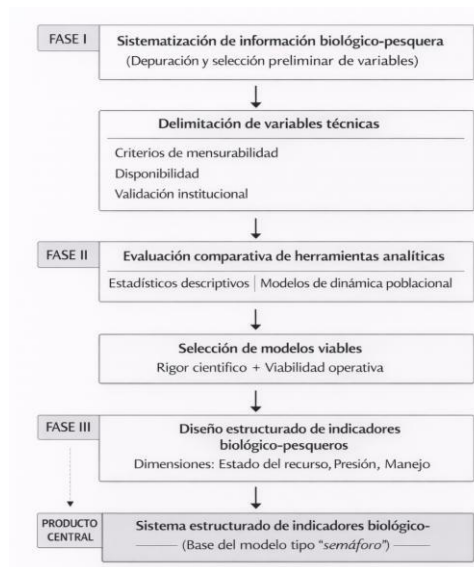 FASE I
Sistematización de información biológico-pesquera
(Depuración y selección preliminar de variables)
Delimitación de variables técnicas
Criterios de mensurabilidad
Disponibilidad
Validación institucional
FASE II
Evaluación comparativa de herramientas analíticas
Estadísticos descriptivos | Modelos de dinámica poblacional
Selección de modelos viables
Rigor cientifico + Viabilidad operativa
FASE III
Diseño estructurado de indicadores
biológico-pesqueros
Dimensiones: Estado del recurso, Presión, Manejo
PRODUCTO
CENTRAL
Sistema estructurado de indicadores biológico-
(Base del modelo tipo "semáforo")